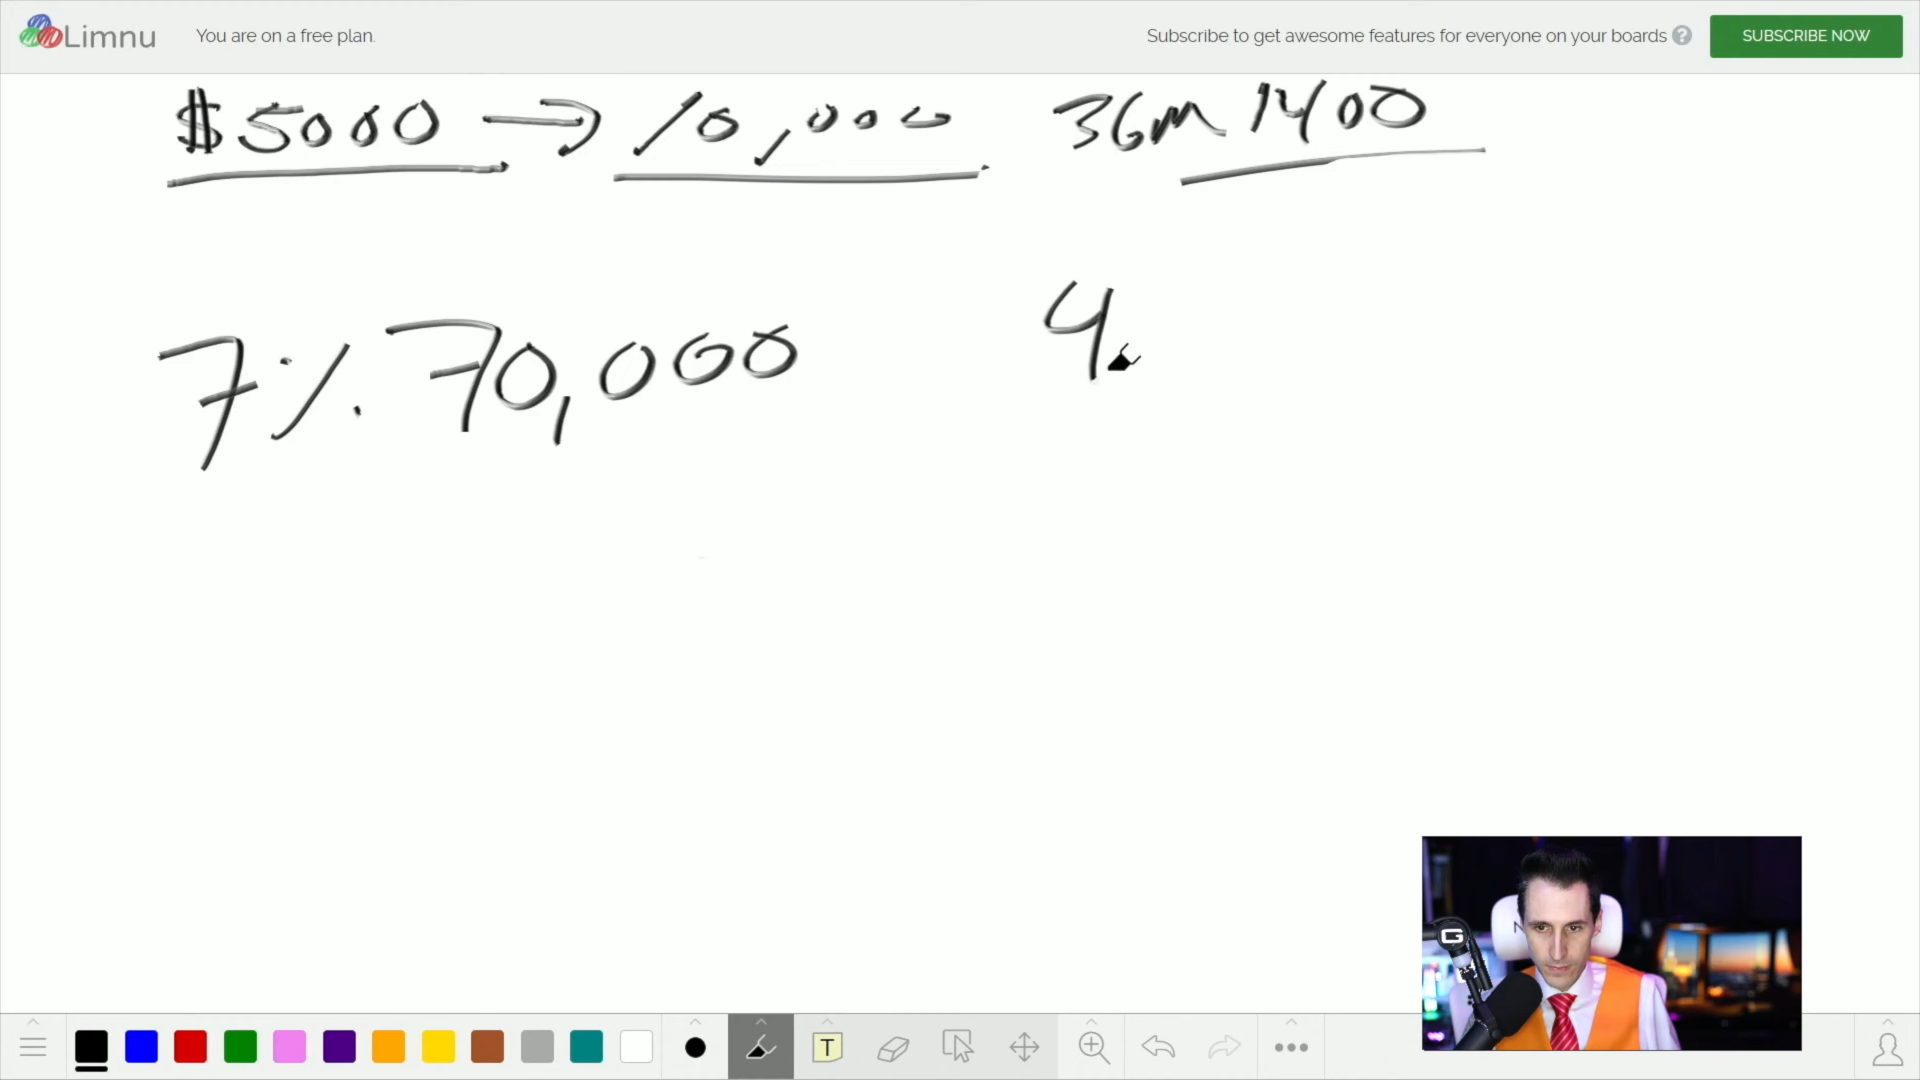 Limnu You are on a free plan. Subscribe to get awesome features for everyone on your boards ? SUBSCRIBE NOW
$5000 → 10,000 36m 1400
7% 70,000 4
T
G